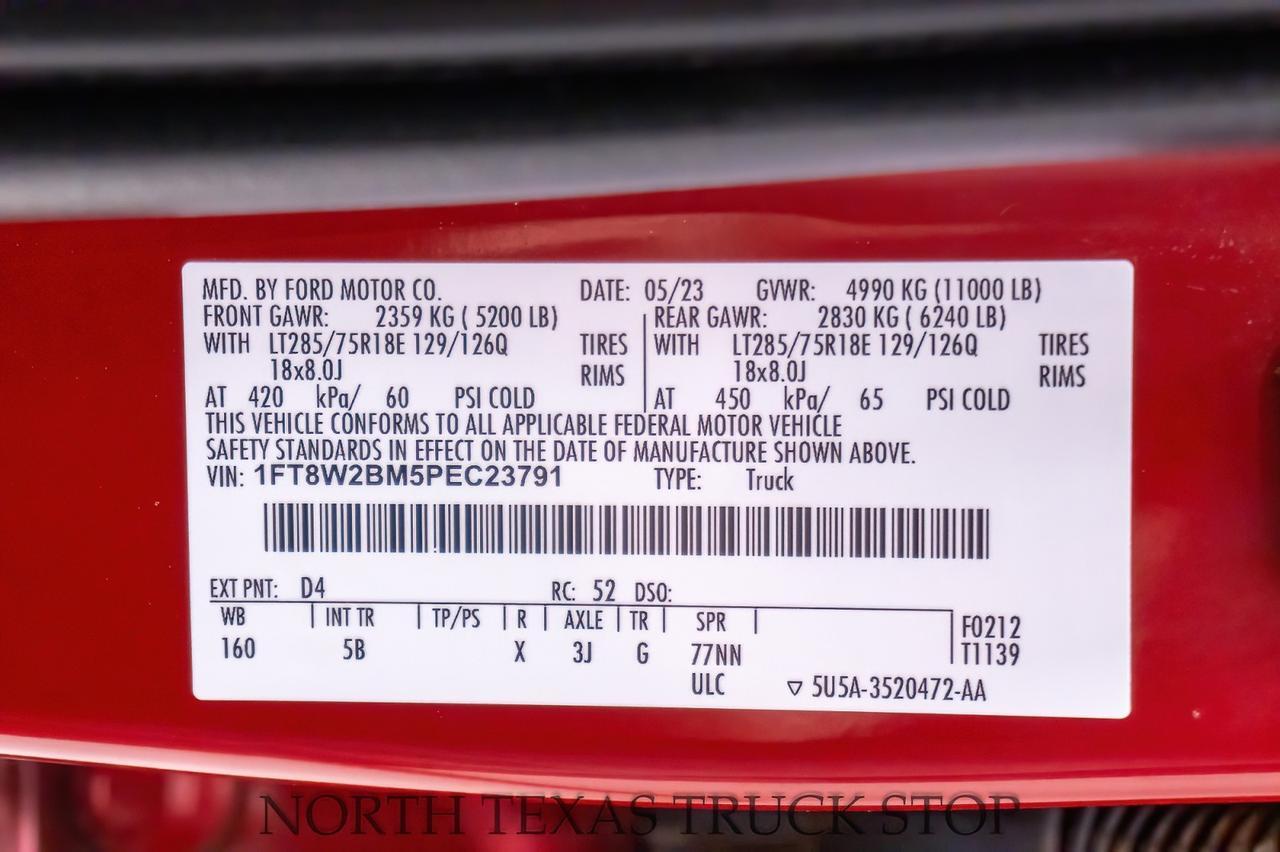 MFD. BY FORD MOTOR CO. DATE: 05/23 GVWR: 4990 KG (11000 LB)
FRONT GAWR: 2359 KG ( 5200 LB) REAR GAWR: 2830 KG ( 6240 LB)
WITH LT285/75R18E 129/126Q TIRES WITH LT285/75R18E 129/126Q TIRES
18x8.0J RIMS 18x8.0J RIMS
AT 420 kPa/ 60 PSI COLD AT 450 kPa/ 65 PSI COLD
THIS VEHICLE CONFORMS TO ALL APPLICABLE FEDERAL MOTOR VEHICLE
SAFETY STANDARDS IN EFFECT ON THE DATE OF MANUFACTURE SHOWN ABOVE.
VIN: 1FT8W2BM5PEC23791 TYPE: Truck
EXT PNT: D4 RC: 52 DSO:
WB | INT TR | TP/PS | R | AXLE | TR | SPR | F0212
160 5B X 3J G 77NN T1139
ULC ▽ 5U5A-3520472-AA
NORTH TEXAS TRUCK STOP